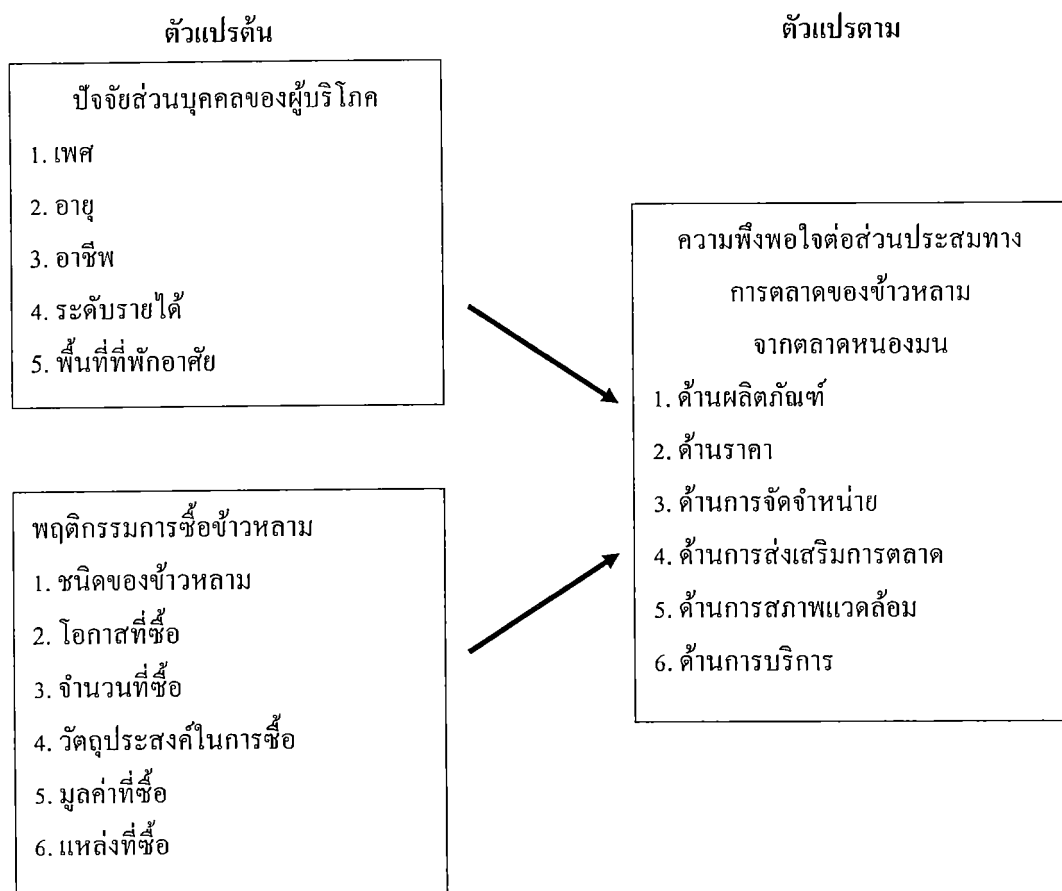 ตัวแปรต้น
ปัจจัยส่วนบุคคลของผู้บริโภค
1. เพศ
2. อายุ
3. อาชีพ
4. ระดับรายได้
5. พื้นที่ที่พักอาศัย
พฤติกรรมการซื้อข้าวหลาม
1. ชนิดของข้าวหลาม
2. โอกาสที่ซื้อ
3. จำนวนที่ซื้อ
4. วัตถุประสงค์ในการซื้อ
5. มูลค่าที่ซื้อ
6. แหล่งที่ซื้อ
ตัวแปรตาม
ความพึงพอใจต่อส่วนประสมทาง
การตลาดของข้าวหลาม
จากตลาดหนองมน
1. ด้านผลิตภัณฑ์
2. ด้านราคา
3. ด้านการจัดจำหน่าย
4. ด้านการส่งเสริมการตลาด
5. ด้านการสภาพแวดล้อม
6. ด้านการบริการ